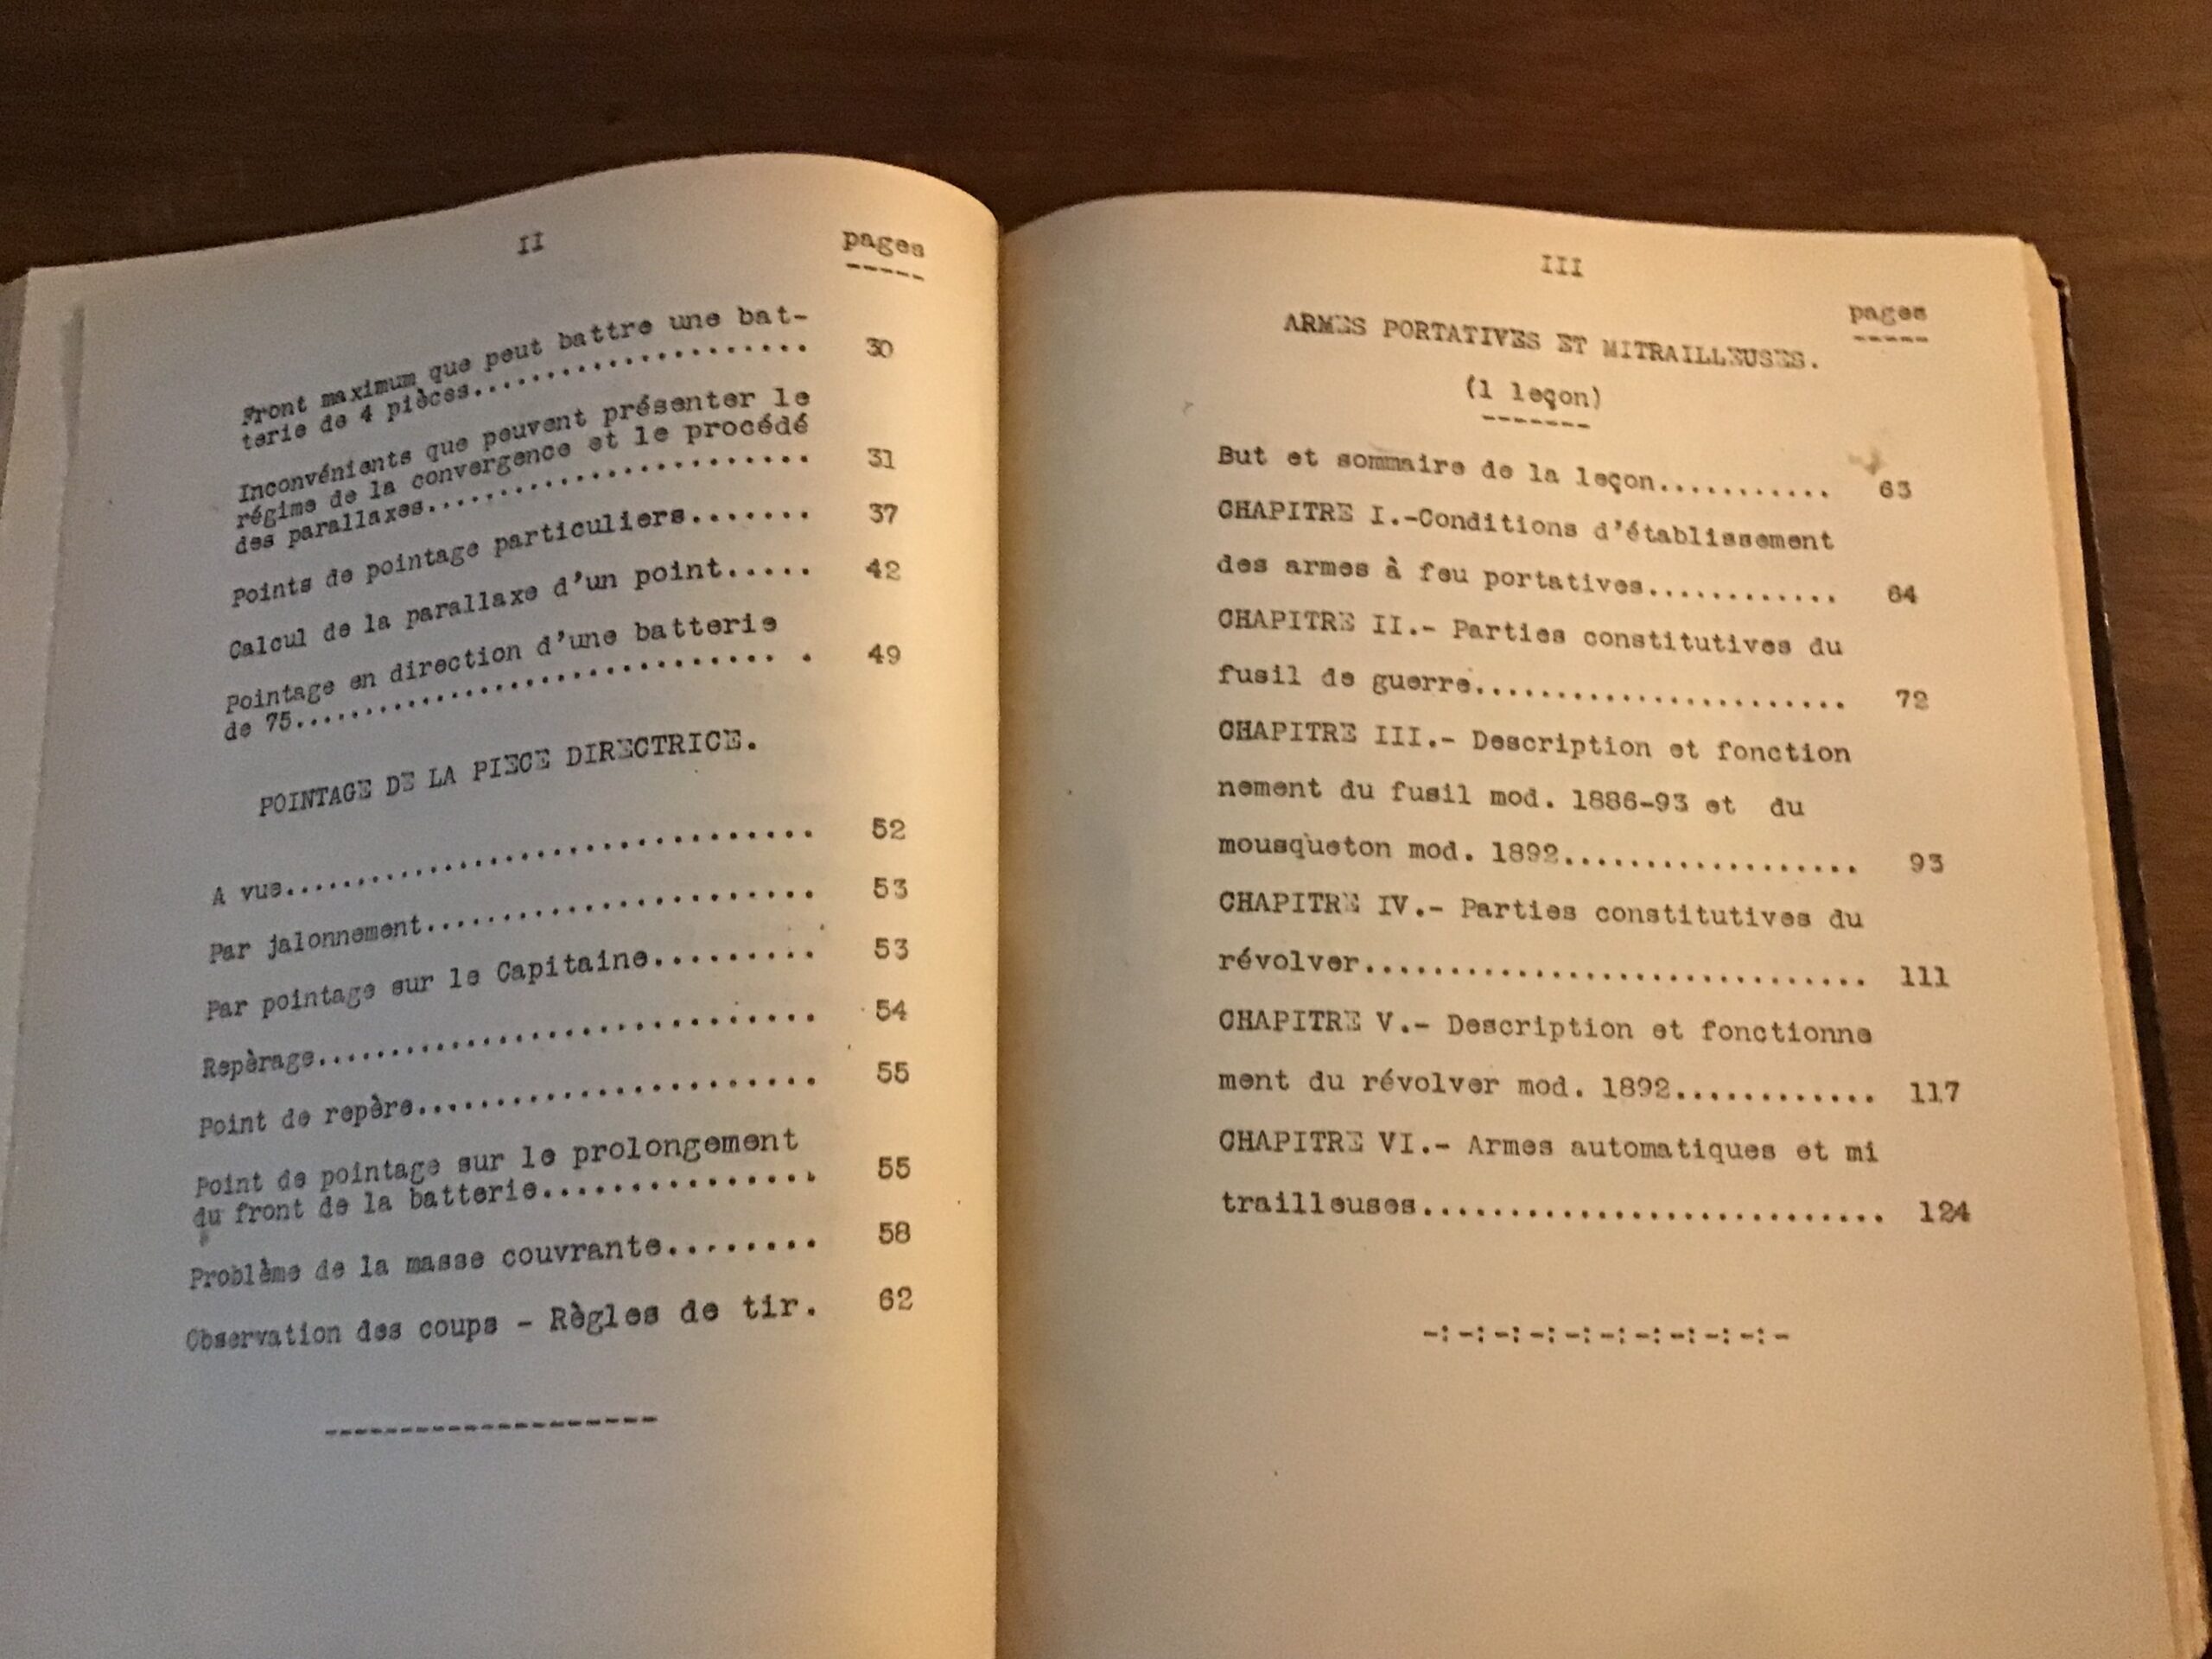 II
pages
-----
Front maximum que peut battre une bat-
terie de 4 pièces....................... 30
Inconvénients que peuvent présenter le
régime de la convergence et le procédé
des parallaxes.......................... 31
Points de pointage particuliers....... 37
Calcul de la parallaxe d'un point..... 42
Pointage en direction d'une batterie
de 75............................... . 49
POINTAGE DE LA PIECE DIRECTRICE.
A vue................................. 52
Par jalonnement....................... 53
Par pointage sur le Capitaine......... 53
Repèrage.............................. 54
Point de repère....................... 55
Point de pointage sur le prolongement
du front de la batterie............... 55
Problème de la masse couvrante........ 58
Observation des coups - Règles de tir. 62
----------------------
III
pages
-----
ARMES PORTATIVES ET MITRAILLEUSES.
(1 leçon)
-------
But et sommaire de la leçon........... 63
CHAPITRE I.-Conditions d'établissement
des armes à feu portatives............ 64
CHAPITRE II.- Parties constitutives du
fusil de guerre....................... 72
CHAPITRE III.- Description et fonction
nement du fusil mod. 1886-93 et du
mousqueton mod. 1892.................. 93
CHAPITRE IV.- Parties constitutives du
révolver.............................. 111
CHAPITRE V.- Description et fonctionne
ment du révolver mod. 1892............ 117
CHAPITRE VI.- Armes automatiques et mi
trailleuses........................... 124
-:-:-:-:-:-:-:-:-:-:-